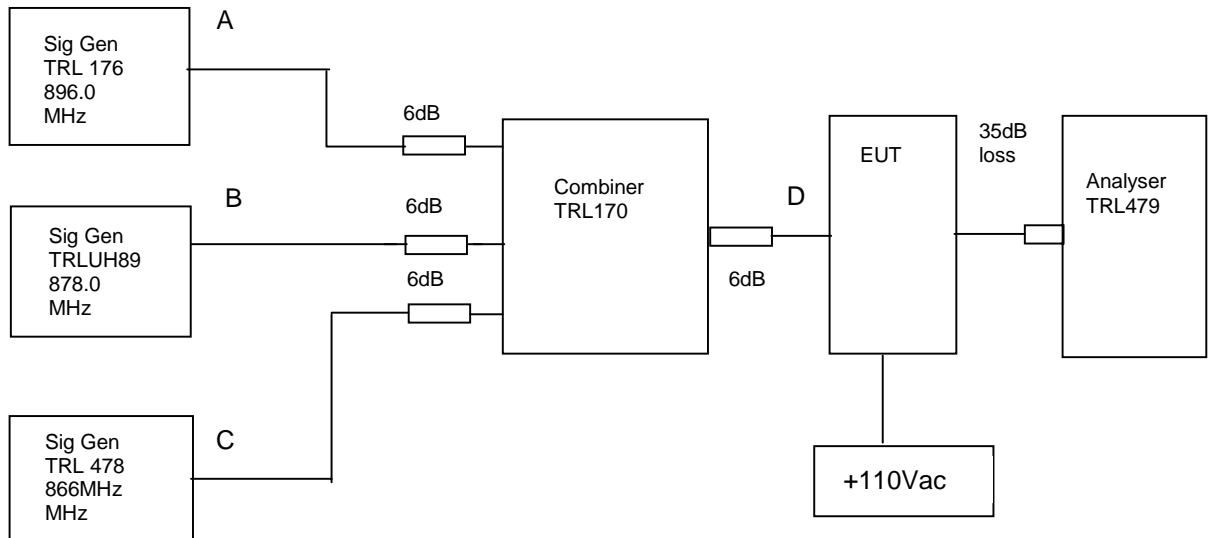 A
Sig Gen
TRL 176
896.0
MHz
6dB
B
Sig Gen
TRLUH89
878.0
MHz
6dB
C
Sig Gen
TRL 478
866MHz
MHz
6dB
Combiner
TRL170
6dB
D
EUT
+110Vac
35dB
loss
Analyser
TRL479